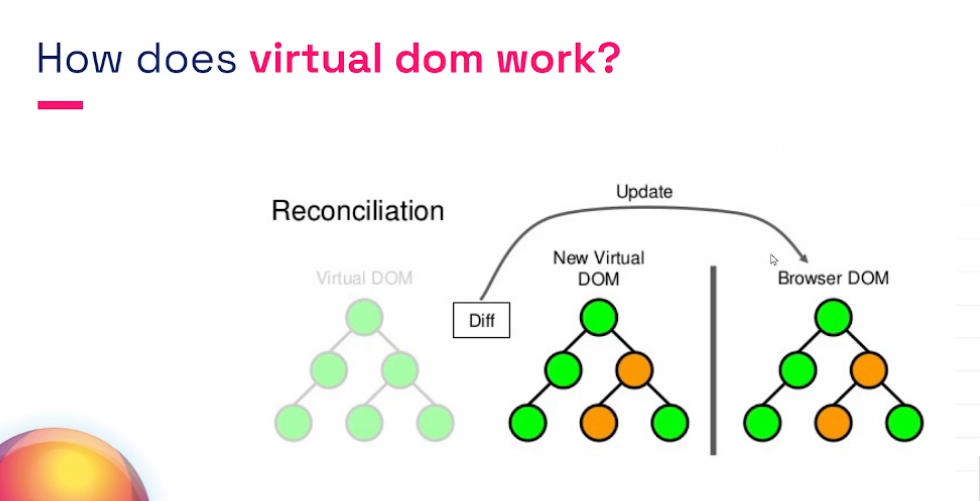 How does virtual dom work?
Reconciliation
Update
Virtual DOM
Diff
New Virtual
DOM
Browser DOM